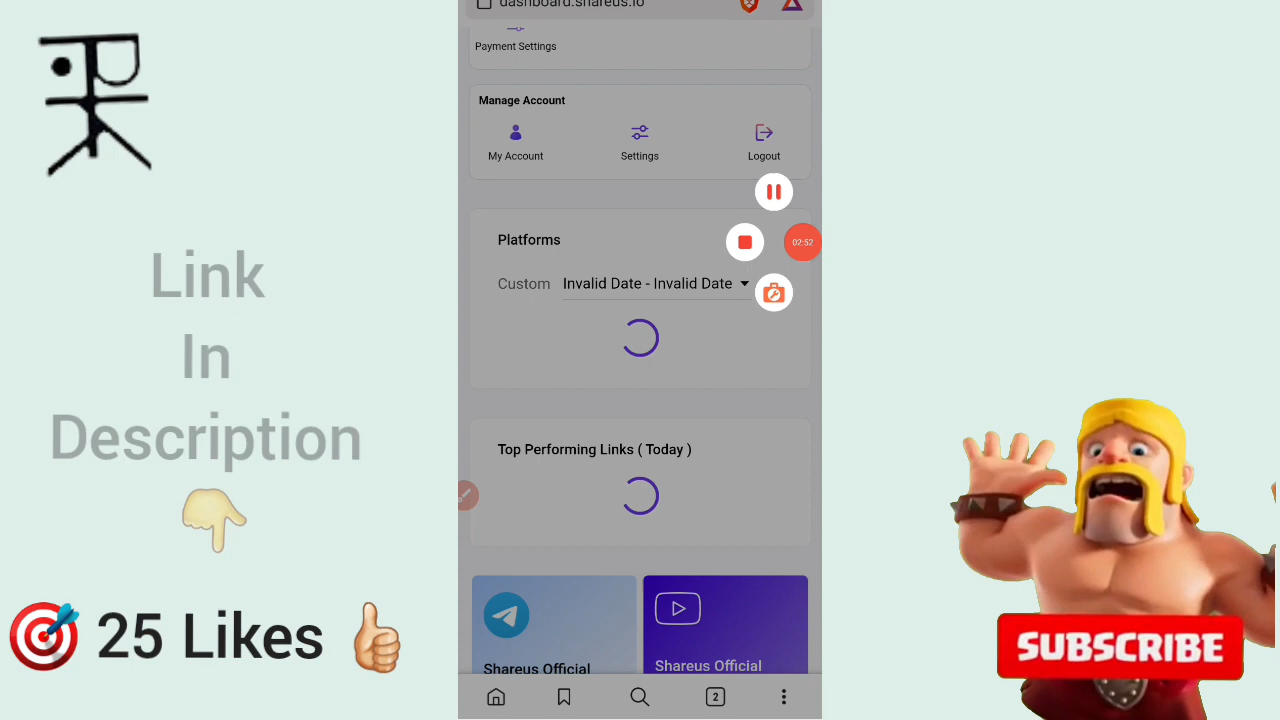 dashboard.shareus.io
Payment Settings
Manage Account
My Account
Settings
Logout
Platforms
02:52
Custom
Invalid Date - Invalid Date
Top Performing Links ( Today )
Shareus Official
Shareus Official
2
Link
In
Description
25 Likes
SUBSCRIBE